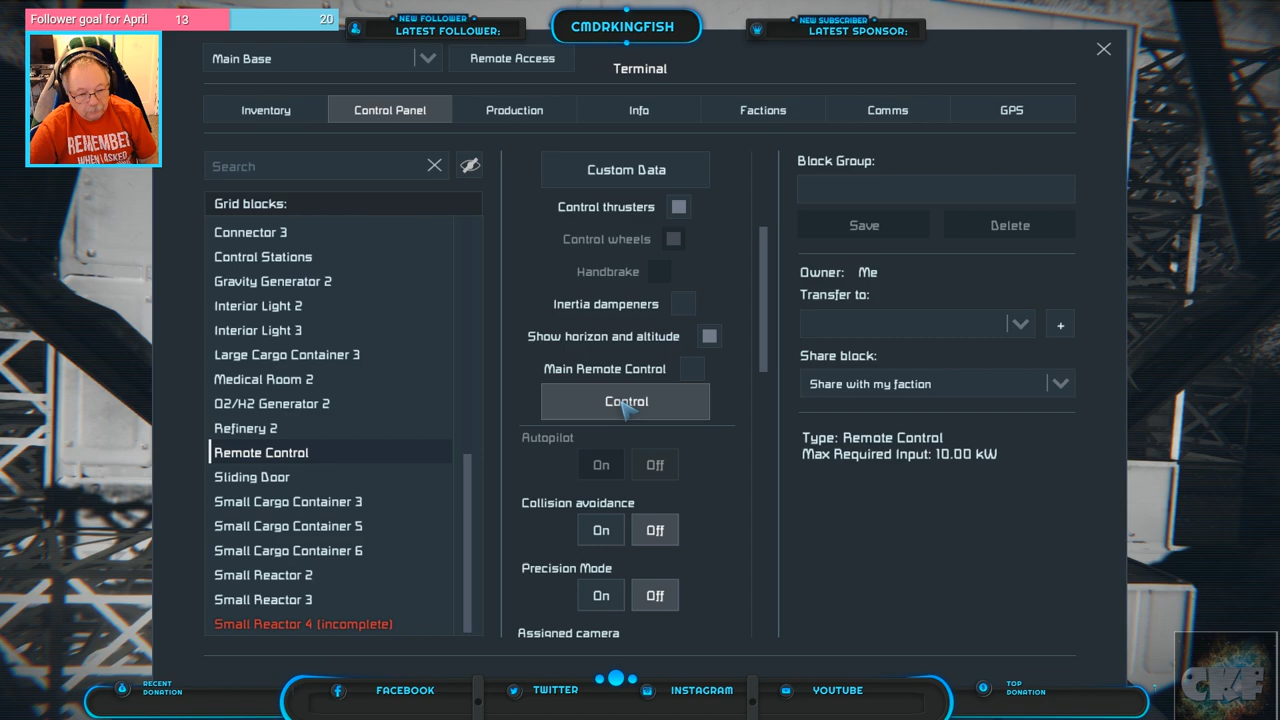 Follower goal for April 13 20
NEW FOLLOWER
LATEST FOLLOWER:
CMDRKINGFISH
NEW SUBSCRIBER
LATEST SPONSOR:
REMEMBER
WHEN I ASKED
Main Base
Remote Access
Terminal
Inventory Control Panel Production Info Factions Comms GPS
Search
Grid blocks:
Connector 3
Control Stations
Gravity Generator 2
Interior Light 2
Interior Light 3
Large Cargo Container 3
Medical Room 2
O2/H2 Generator 2
Refinery 2
Remote Control
Sliding Door
Small Cargo Container 3
Small Cargo Container 5
Small Cargo Container 6
Small Reactor 2
Small Reactor 3
Small Reactor 4 (incomplete)
Custom Data
Control thrusters
Control wheels
Handbrake
Inertia dampeners
Show horizon and altitude
Main Remote Control
Control
Autopilot
On Off
Collision avoidance
On Off
Precision Mode
On Off
Assigned camera
Block Group:
Save Delete
Owner: Me
Transfer to:
+
Share block:
Share with my faction
Type: Remote Control
Max Required Input: 10.00 kW
RECENT
DONATION
FACEBOOK TWITTER INSTAGRAM YOUTUBE
TOP
DONATION
CKF